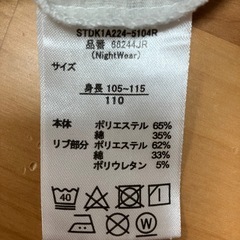 STDK1A224-5104R
品番 68244JR
(NightWear)
サイズ
身長 105~115
110
本体 ポリエステル 65%
綿 35%
リブ部分 ポリエステル 62%
綿 33%
ポリウレタン 5%
40